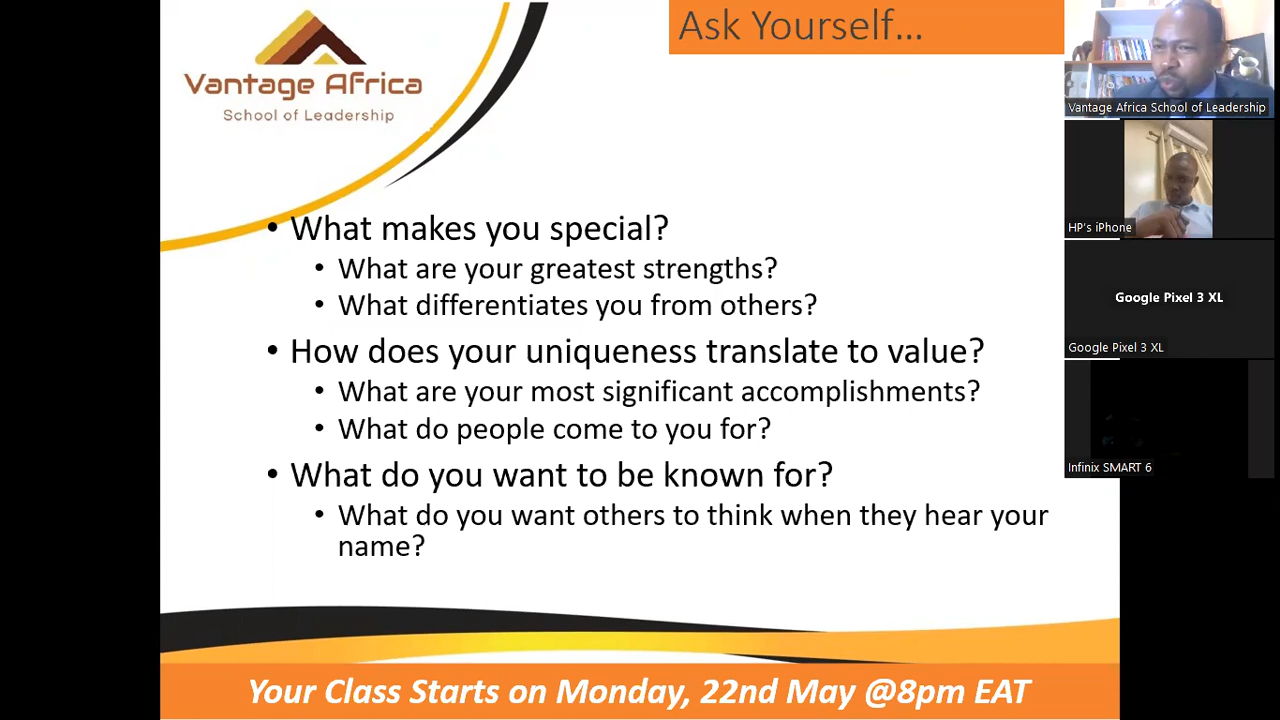 Ask Yourself...
Vantage Africa
School of Leadership
• What makes you special?
• What are your greatest strengths?
• What differentiates you from others?
• How does your uniqueness translate to value?
• What are your most significant accomplishments?
• What do people come to you for?
• What do you want to be known for?
• What do you want others to think when they hear your
name?
Your Class Starts on Monday, 22nd May @8pm EAT
Vantage Africa School of Leadership
HP's iPhone
Google Pixel 3 XL
Google Pixel 3 XL
Infinix SMART 6